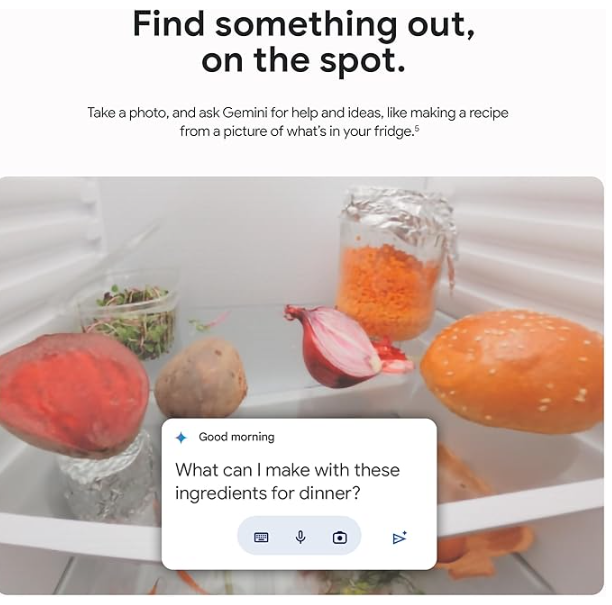 Find something out,
on the spot.
Take a photo, and ask Gemini for help and ideas, like making a recipe
from a picture of what's in your fridge.⁵
Good morning
What can I make with these
ingredients for dinner?